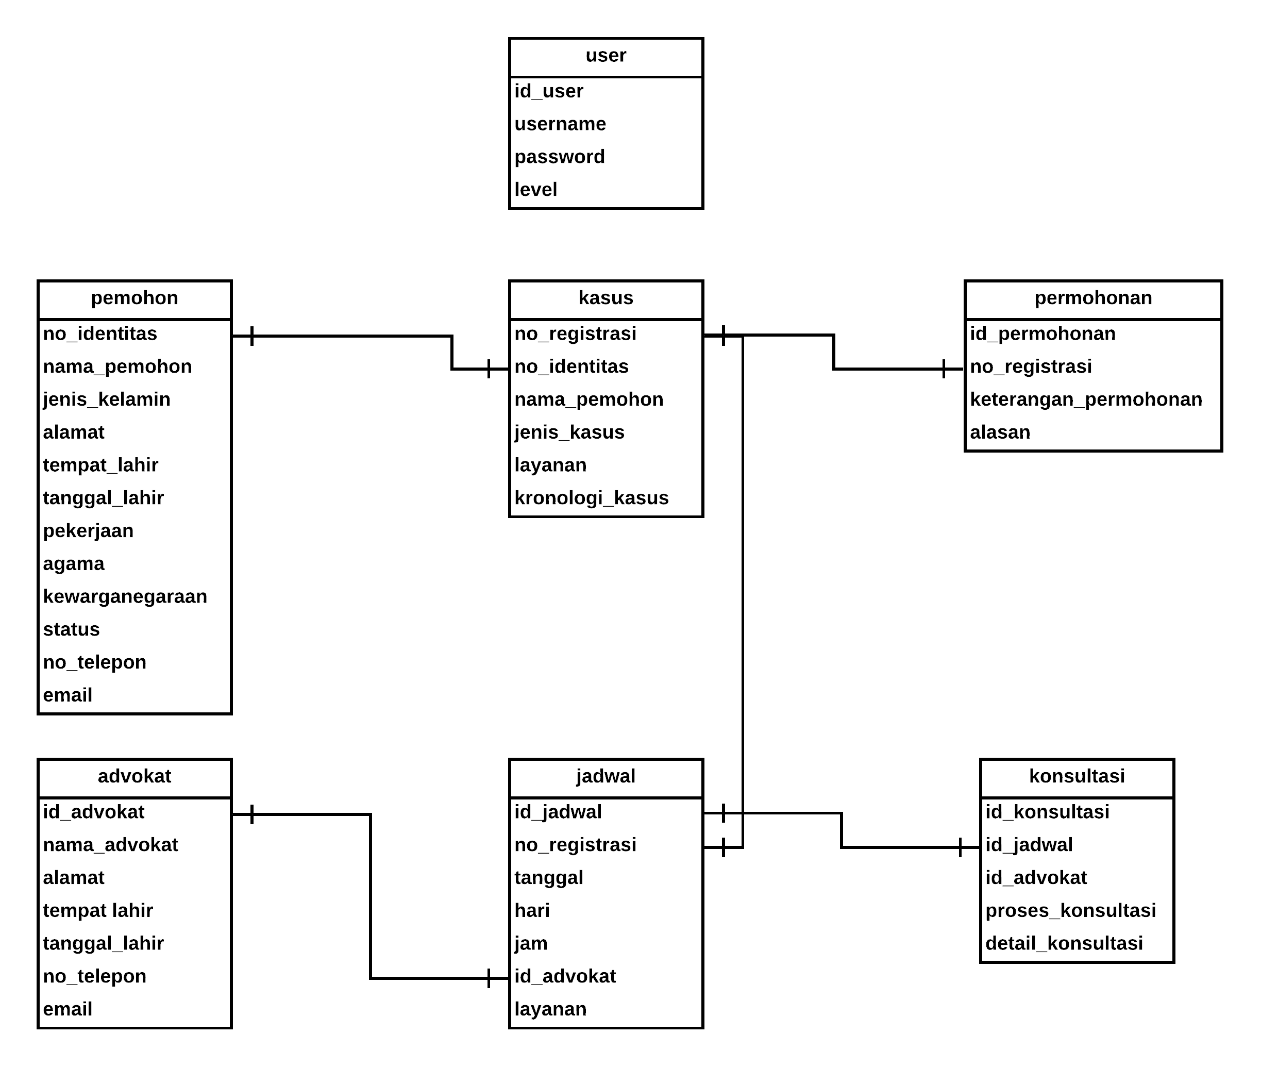 user
id_user
username
password
level
pemohon
no_identitas
nama_pemohon
jenis_kelamin
alamat
tempat_lahir
tanggal_lahir
pekerjaan
agama
kewarganegaraan
status
no_telepon
email
kasus
no_registrasi
no_identitas
nama_pemohon
jenis_kasus
layanan
kronologi_kasus
permohonan
id_permohonan
no_registrasi
keterangan_permohonan
alasan
advokat
id_advokat
nama_advokat
alamat
tempat lahir
tanggal_lahir
no_telepon
email
jadwal
id_jadwal
no_registrasi
tanggal
hari
jam
id_advokat
layanan
konsultasi
id_konsultasi
id_jadwal
id_advokat
proses_konsultasi
detail_konsultasi